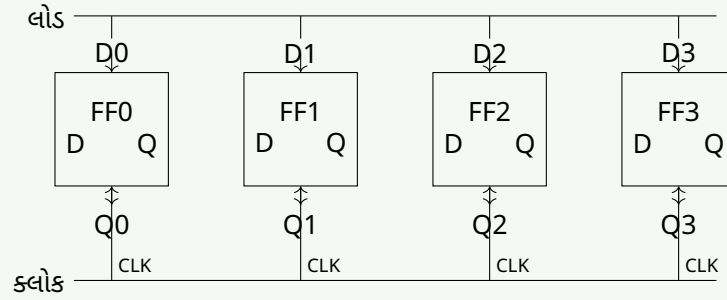 લોડ
D0 D1 D2 D3
FF0 FF1 FF2 FF3
D Q D Q D Q D Q
Q0 Q1 Q2 Q3
CLK CLK CLK CLK
ક્લોક